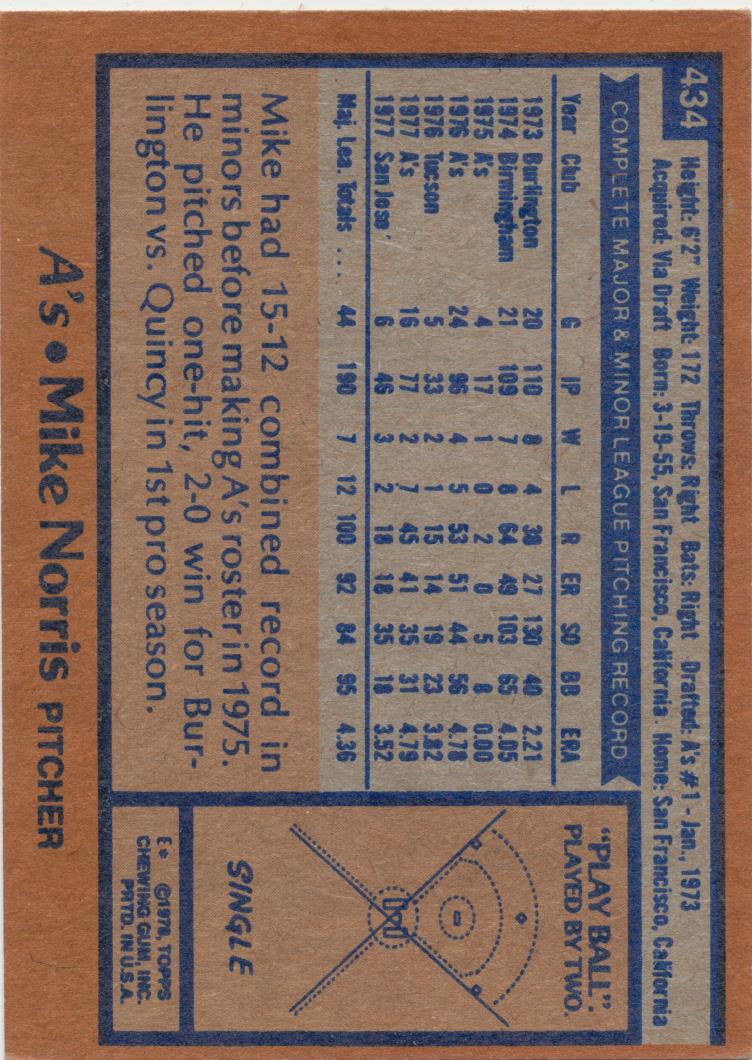 434
Height: 6'2" Weight: 172 Throws: Right Bats: Right Drafted: A's #1 - Jan., 1973
Acquired: Via Draft Born: 3-19-55, San Francisco, California. Home: San Francisco, California
COMPLETE MAJOR & MINOR LEAGUE PITCHING RECORD
Year Club G IP W L R ER SO BB ERA
1973 Burlington 20 110 8 4 38 27 130 40 2.21
1974 Birmingham 21 109 7 8 64 49 103 65 4.05
1975 A's 4 17 1 0 2 0 5 8 0.00
1976 A's 24 96 4 5 53 51 44 56 4.78
1976 Tucson 5 33 2 1 15 14 19 23 3.82
1977 A's 16 77 2 7 45 41 35 31 4.79
1977 San Jose 6 46 3 2 18 18 35 18 3.52
Maj. Lea. Totals .... 44 190 7 12 100 92 84 95 4.36
Mike had 15-12 combined record in
minors before making A's roster in 1975.
He pitched one-hit, 2-0 win for Bur-
lington vs. Quincy in 1st pro season.
"PLAY BALL".
PLAYED BY TWO.
SINGLE
E* ©1978, TOPPS
CHEWING GUM, INC.
PRTD. IN U.S.A.
A's • Mike Norris PITCHER